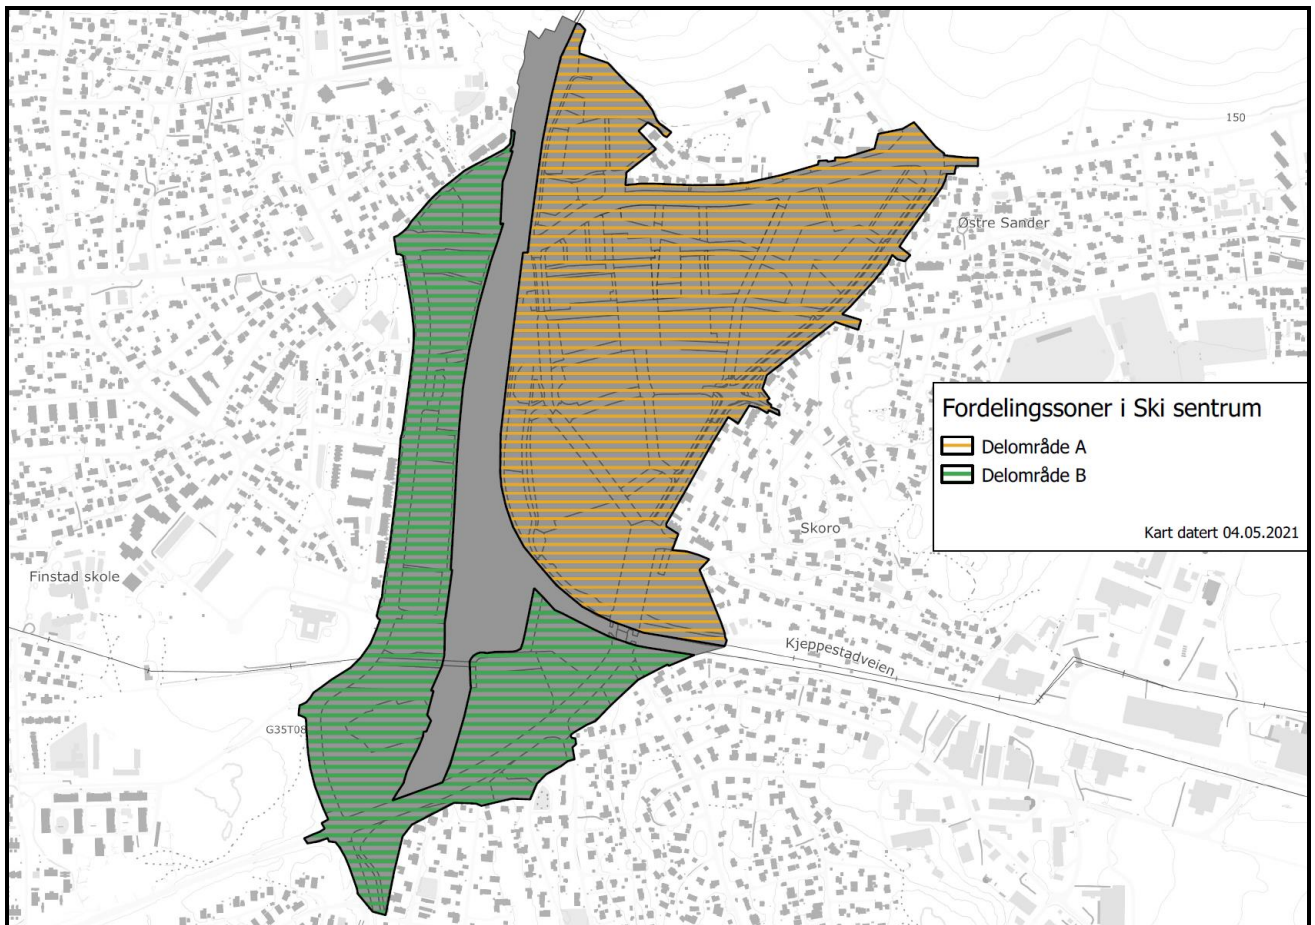 150
Østre Sander
Fordelingssoner i Ski sentrum
Delområde A
Delområde B
Kart datert 04.05.2021
Skoro
Finstad skole
Kjeppestadveien
G35T08